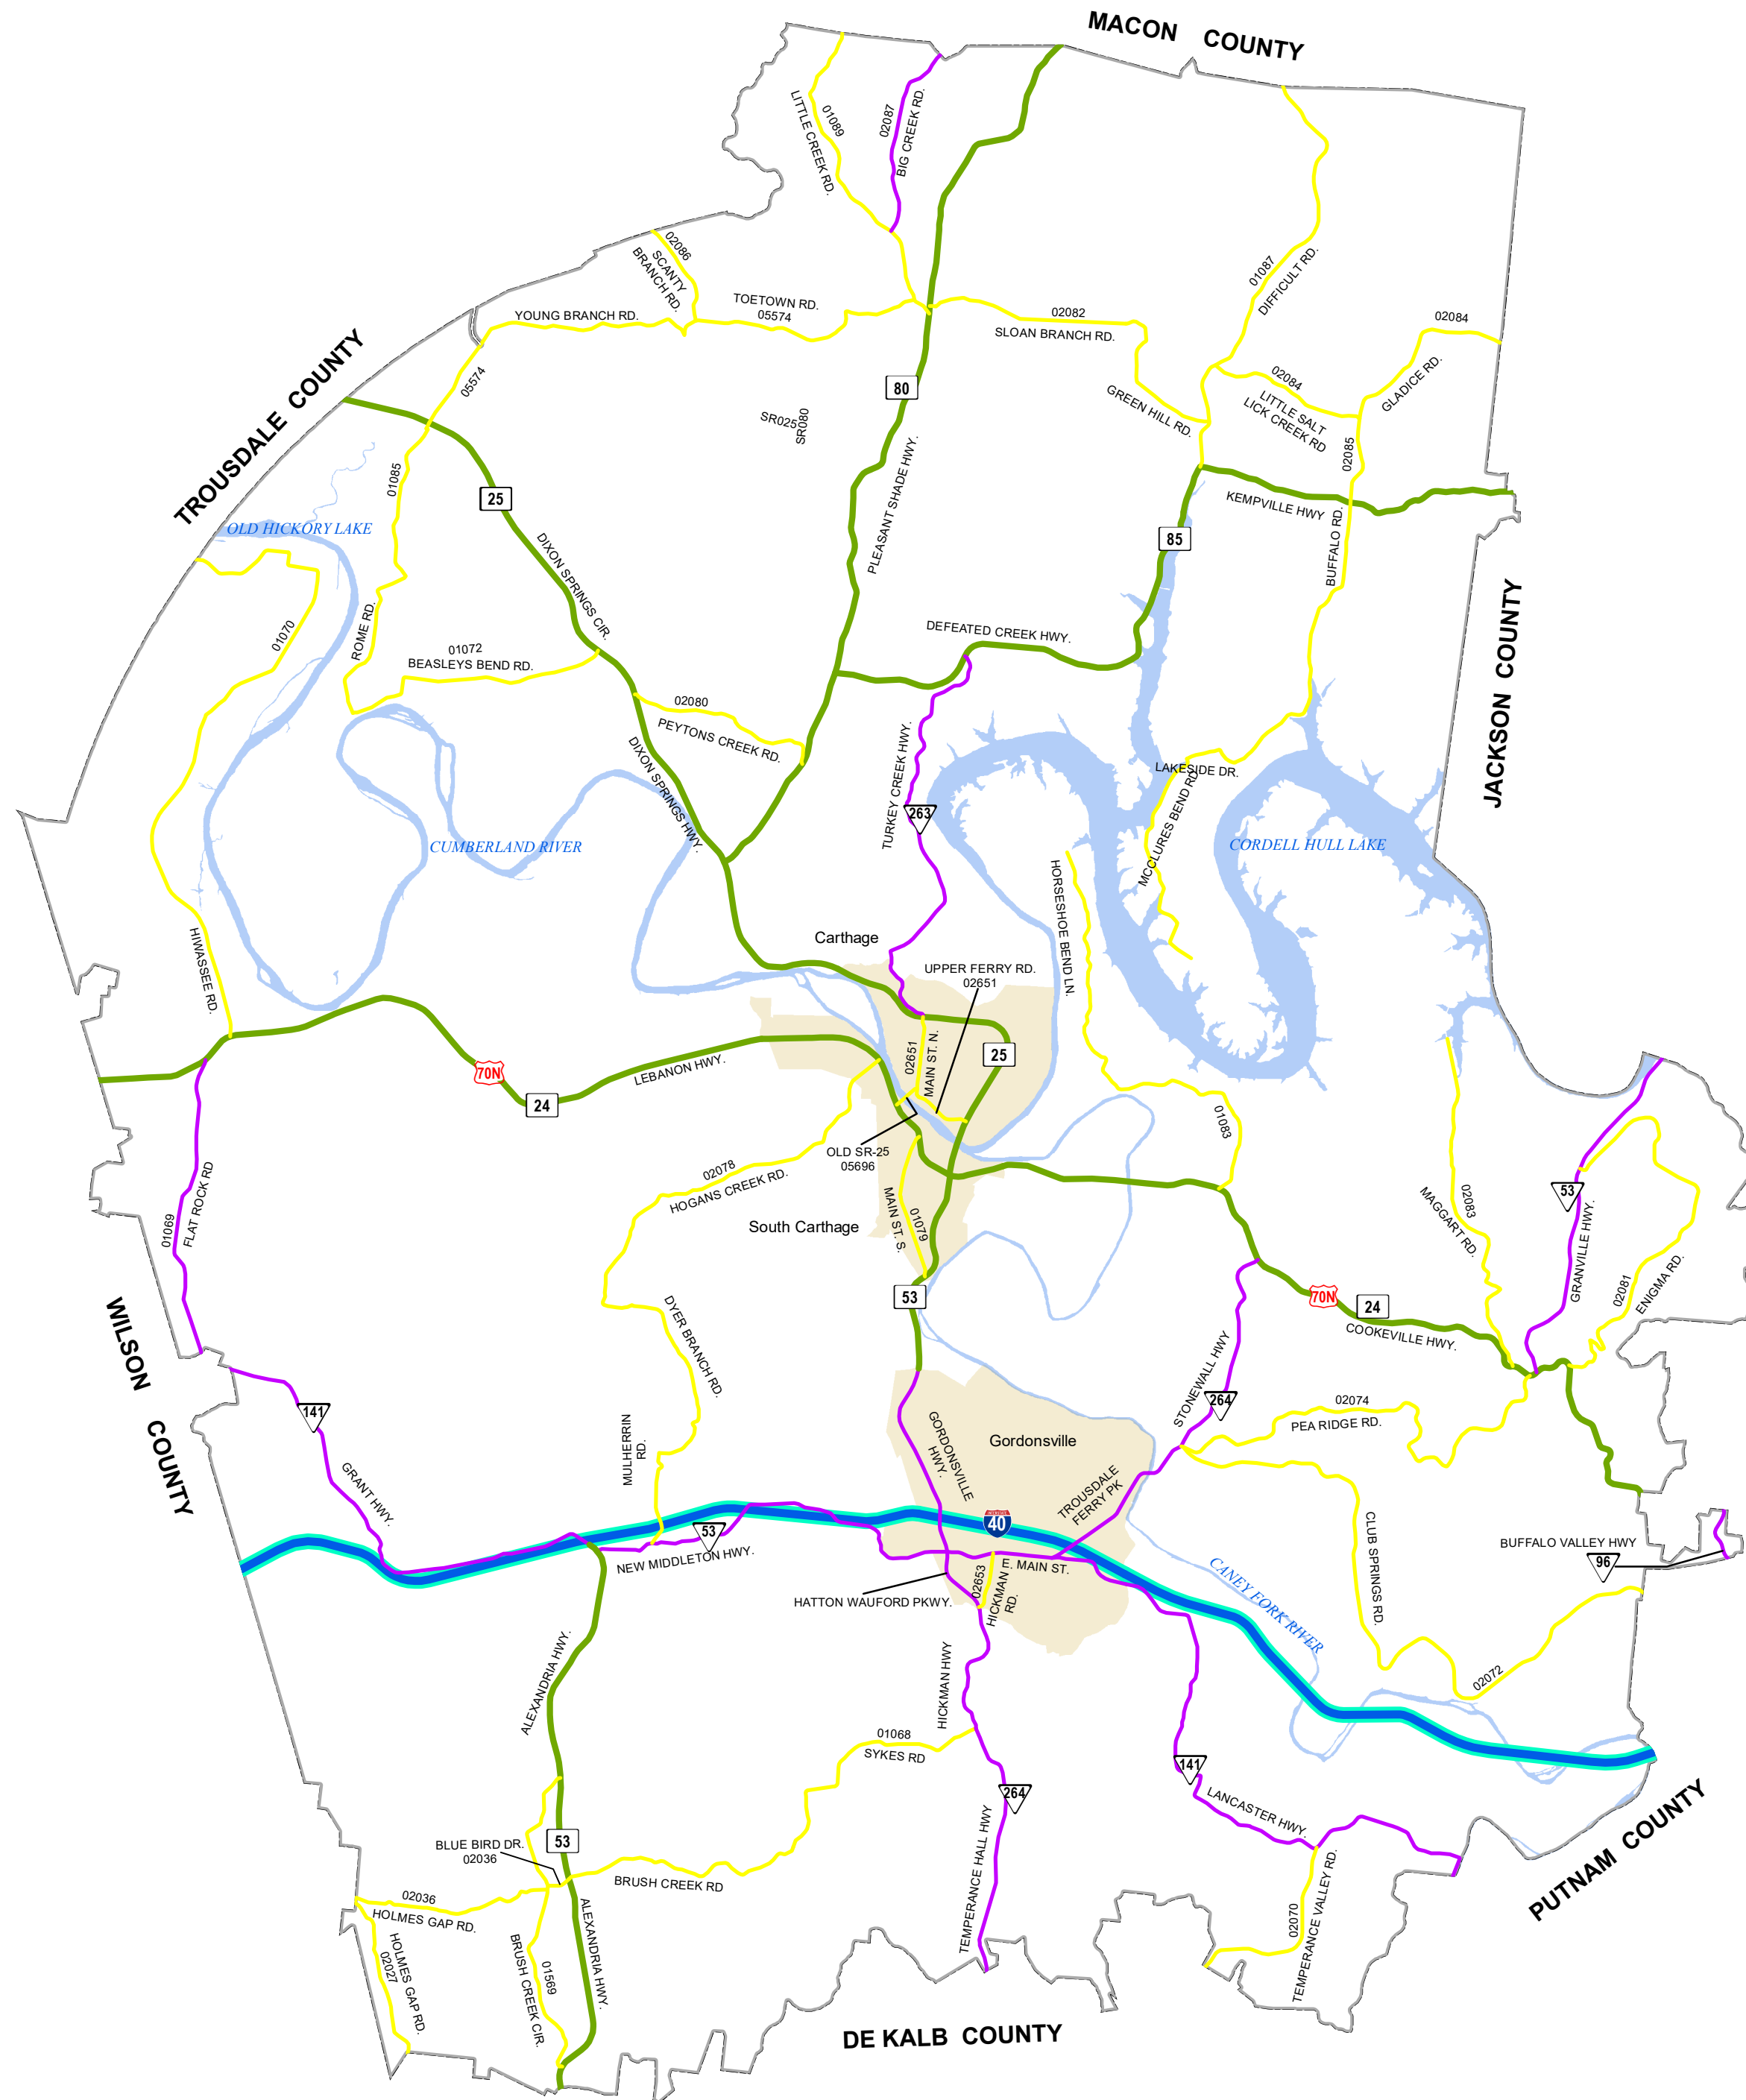 MACON COUNTY
01089
LITTLE CREEK RD.
02087
BIG CREEK RD.
02086
SCANTY
BRANCH RD.
YOUNG BRANCH RD.
TOETOWN RD.
05574
02082
SLOAN BRANCH RD.
01087
DIFFICULT RD.
02084
GLADICE RD.
02084
LITTLE SALT
LICK CREEK RD
GREEN HILL RD.
TROUSDALE COUNTY
05574
80
SR025
SR080
02085
01085
25
PLEASANT SHADE HWY.
KEMPVILLE HWY
85
BUFFALO RD.
OLD HICKORY LAKE
DIXON SPRINGS CIR.
01070
ROME RD.
01072
BEASLEYS BEND RD.
DEFEATED CREEK HWY.
JACKSON COUNTY
02080
PEYTONS CREEK RD.
DIXON SPRINGS HWY.
TURKEY CREEK HWY.
263
LAKESIDE DR.
MCCLURES BEND RD.
CUMBERLAND RIVER
CORDELL HULL LAKE
HORSESHOE BEND LN.
HIWASSEE RD.
Carthage
UPPER FERRY RD.
02651
70N
24
LEBANON HWY.
02651
MAIN ST. N.
25
OLD SR-25
05696
01083
02078
HOGANS CREEK RD.
01069
FLAT ROCK RD
MAIN ST. S.
01079
South Carthage
02083
MAGGART RD.
53
GRANVILLE HWY.
02081
ENIGMA RD.
53
70N
24
COOKEVILLE HWY.
WILSON COUNTY
DYER BRANCH RD.
STONEWALL HWY
264
02074
PEA RIDGE RD.
141
GRANT HWY.
MULHERRIN
RD.
GORDONSVILLE
HWY.
Gordonsville
TROUSDALE
FERRY PK
40
53
NEW MIDDLETON HWY.
E. MAIN ST.
CLUB SPRINGS RD.
BUFFALO VALLEY HWY
96
HATTON WAUFORD PKWY.
02653
HICKMAN
RD.
CANEY FORK RIVER
ALEXANDRIA HWY.
HICKMAN HWY
02072
01068
SYKES RD
141
LANCASTER HWY.
264
TEMPERANCE HALL HWY
PUTNAM COUNTY
BLUE BIRD DR.
02036
53
BRUSH CREEK RD
02036
HOLMES GAP RD.
HOLMES GAP RD.
02027
BRUSH CREEK CIR.
01569
ALEXANDRIA HWY.
02070
TEMPERANCE VALLEY RD.
DE KALB COUNTY